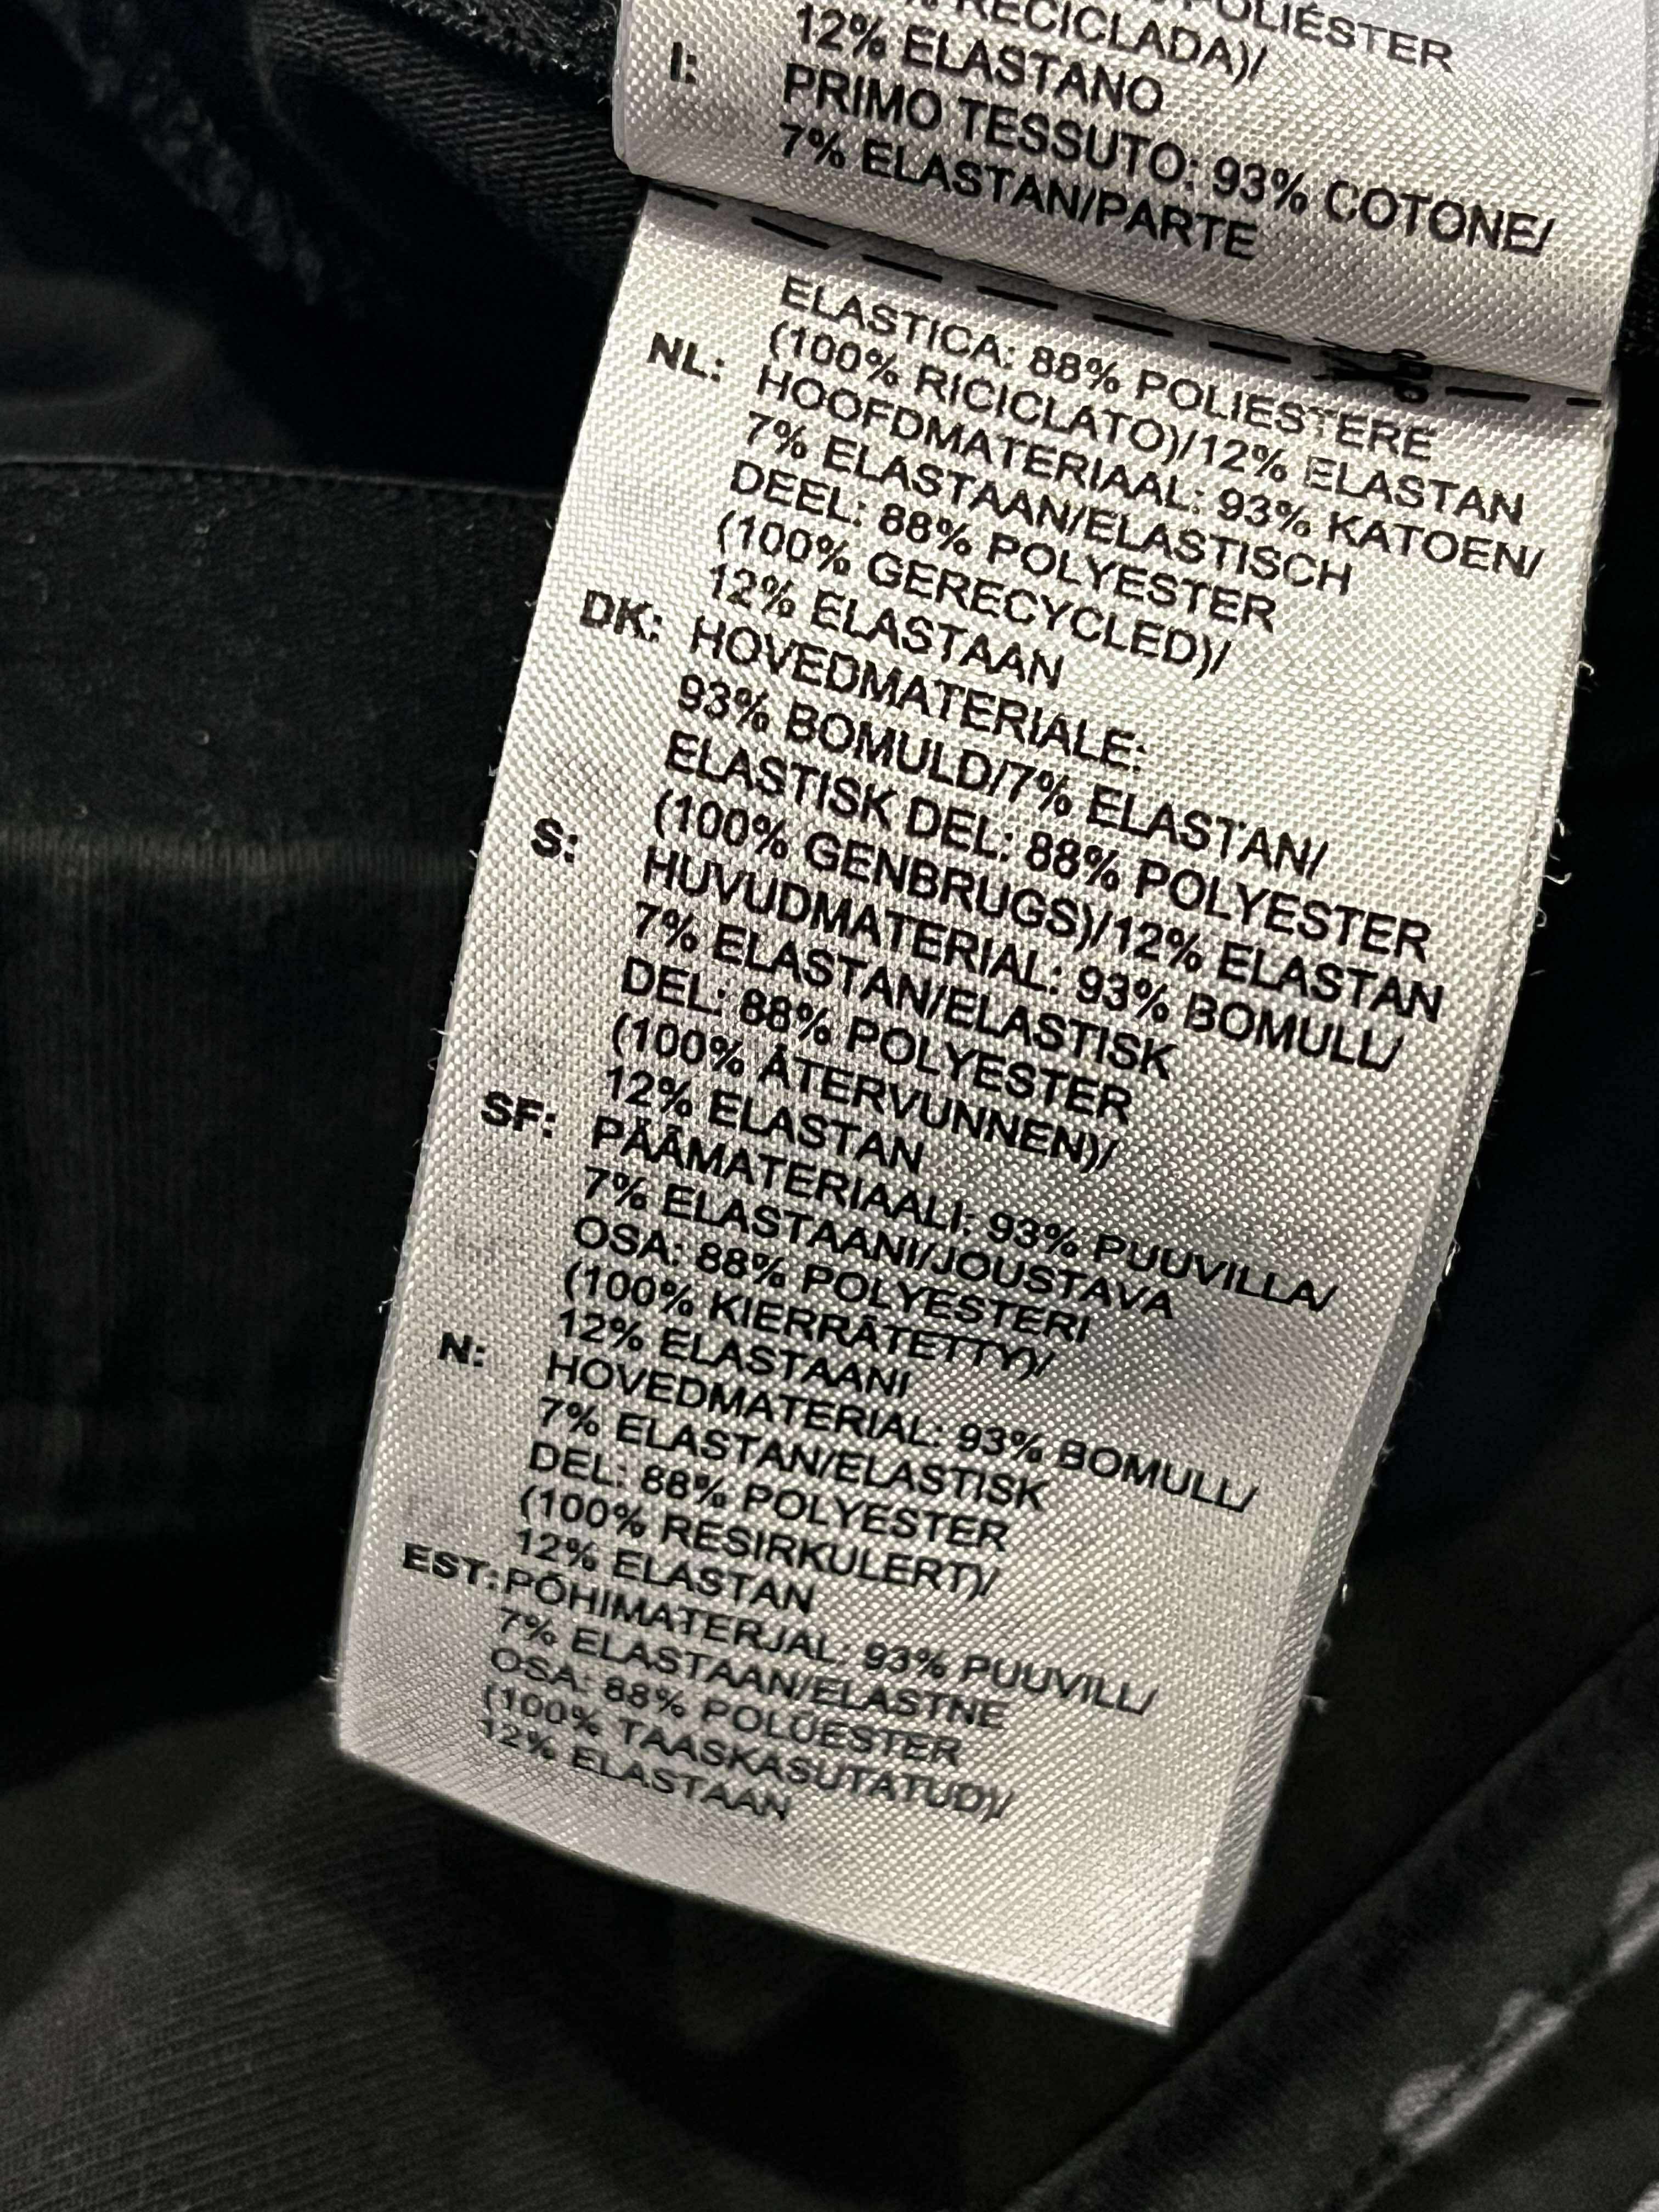 POLIÉSTER
RECICLADA)/
12% ELASTANO
I: PRIMO TESSUTO: 93% COTONE/
7% ELASTAN/PARTE
ELASTICA: 88% POLIESTERE
(100% RICICLATO)/12% ELASTAN
NL: HOOFDMATERIAAL: 93% KATOEN/
7% ELASTAAN/ELASTISCH
DEEL: 88% POLYESTER
(100% GERECYCLED)/
12% ELASTAAN
DK: HOVEDMATERIALE:
93% BOMULD/7% ELASTAN/
ELASTISK DEL: 88% POLYESTER
(100% GENBRUGS)/12% ELASTAN
S: HUVUDMATERIAL: 93% BOMULL/
7% ELASTAN/ELASTISK
DEL: 88% POLYESTER
(100% ÅTERVUNNEN)/
12% ELASTAN
SF: PÄÄMATERIAALI: 93% PUUVILLA/
7% ELASTAANI/JOUSTAVA
OSA: 88% POLYESTERI
(100% KIERRÄTETTY)/
12% ELASTAANI
N: HOVEDMATERIAL: 93% BOMULL/
7% ELASTAN/ELASTISK
DEL: 88% POLYESTER
(100% RESIRKULERT)/
12% ELASTAN
EST: PÕHIMATERJAL: 93% PUUVILL/
7% ELASTAAN/ELASTNE
OSA: 88% POLÜESTER
(100% TAASKASUTATUD)/
12% ELASTAAN